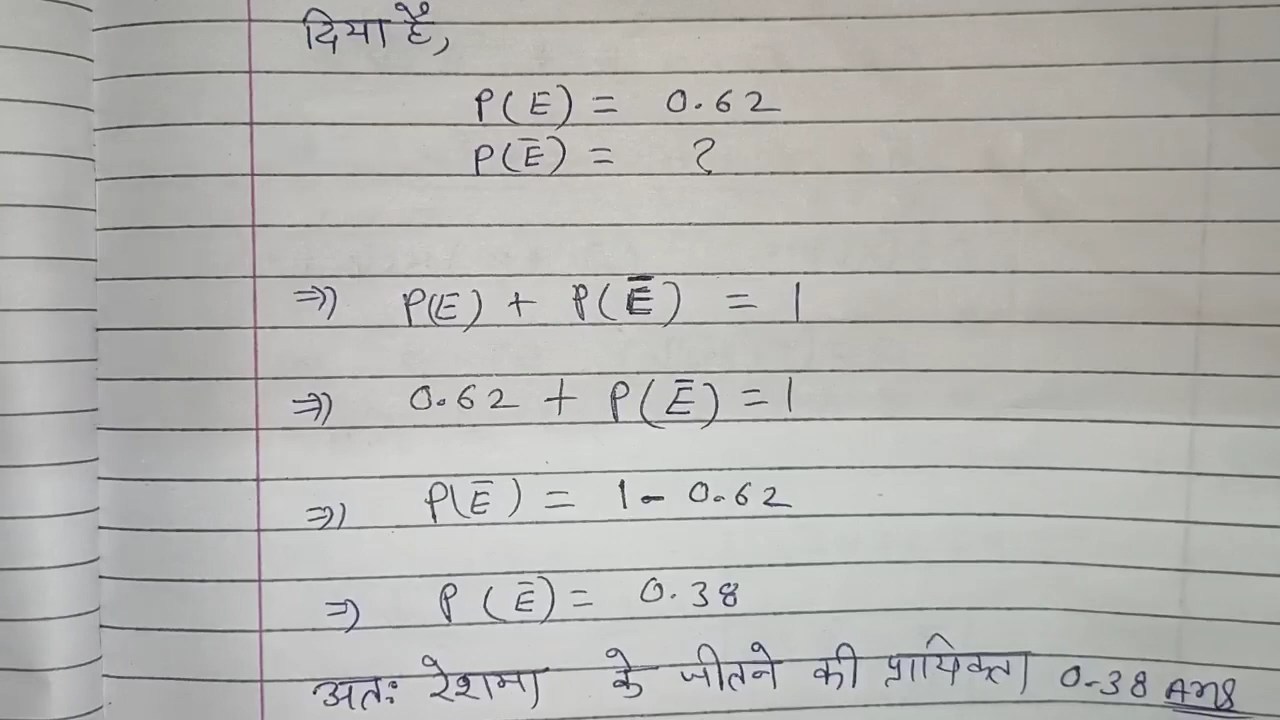 दिया है,
P(E) = 0.62
P(Ē) = ?
⇒ P(E) + P(Ē) = 1
⇒ 0.62 + P(Ē) = 1
⇒ P(Ē) = 1 - 0.62
⇒ P(Ē) = 0.38
अतः रेशमा के जीतने की प्रायिकता 0.38 Ans